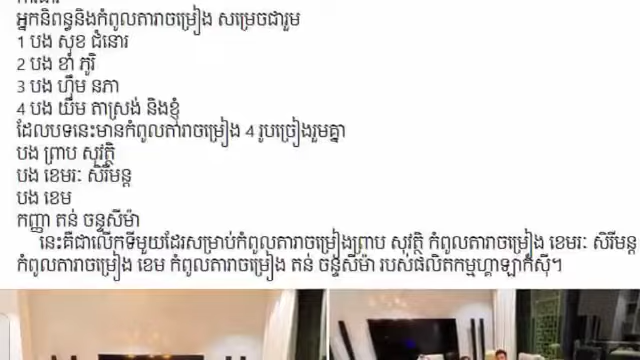 អ្នកនិពន្ធនិងកំពូលតារាចម្រៀង សម្រេចជារួម
1 បង សុខ ជំនោរ
2 បង ខាំ ភូរិ
3 បង ហ៊ឹម នភា
4 បង យឹម តាស្រង់ និងខ្ញុំ
ដែលបទនេះមានកំពូលតារាចម្រៀង 4 រូបច្រៀងរួមគ្នា
បង ព្រាប សុវត្ថិ
បង ខេមរៈ សិរីមន្ត
បង ខេម
កញ្ញា តន់ ចន្ទសីម៉ា
នេះគឺជាលើកទីមួយដែរសម្រាប់កំពូលតារាចម្រៀងព្រាប សុវត្ថិ កំពូលតារាចម្រៀង ខេមរៈ សិរីមន្ត
កំពូលតារាចម្រៀង ខេម កំពូលតារាចម្រៀង តន់ ចន្ទសីម៉ា របស់ផលិតកម្មហ្គាឡាក់ស៊ី។